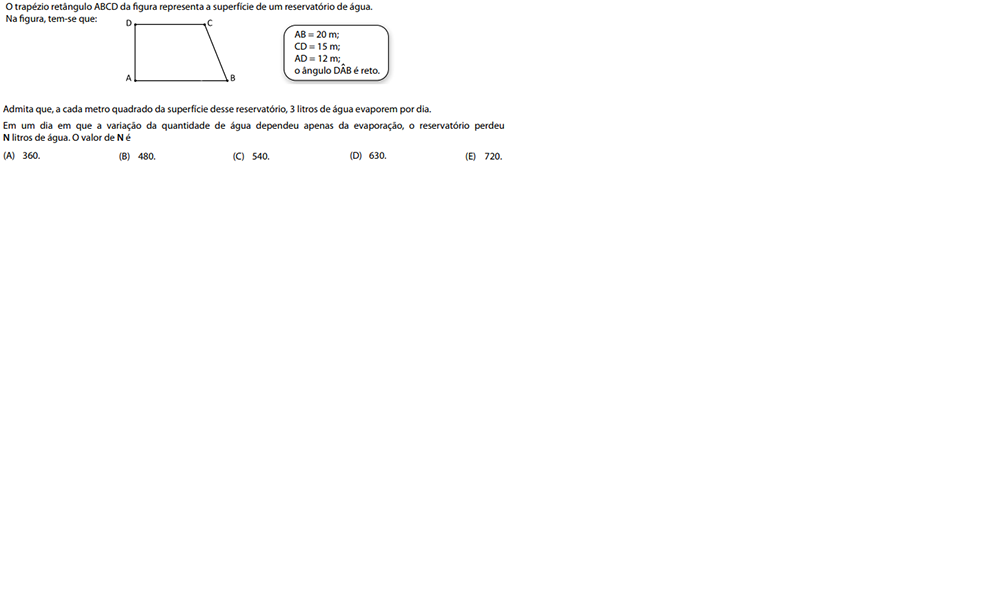 O trapézio retângulo ABCD da figura representa a superfície de um reservatório de água.
Na figura, tem-se que:
D
C
A
B
AB = 20 m;
CD = 15 m;
AD = 12 m;
o ângulo DÂB é reto.
Admita que, a cada metro quadrado da superfície desse reservatório, 3 litros de água evaporem por dia.
Em um dia em que a variação da quantidade de água dependeu apenas da evaporação, o reservatório perdeu
N litros de água. O valor de N é
(A) 360. (B) 480. (C) 540. (D) 630. (E) 720.